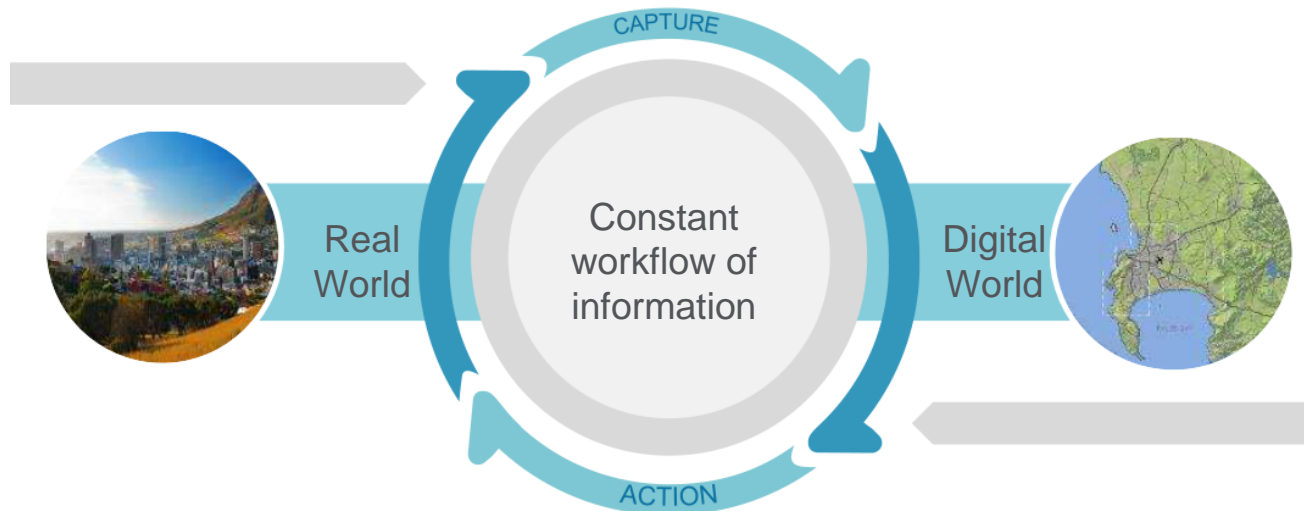 CAPTURE
Real
World
Constant
workflow of
information
Digital
World
ACTION